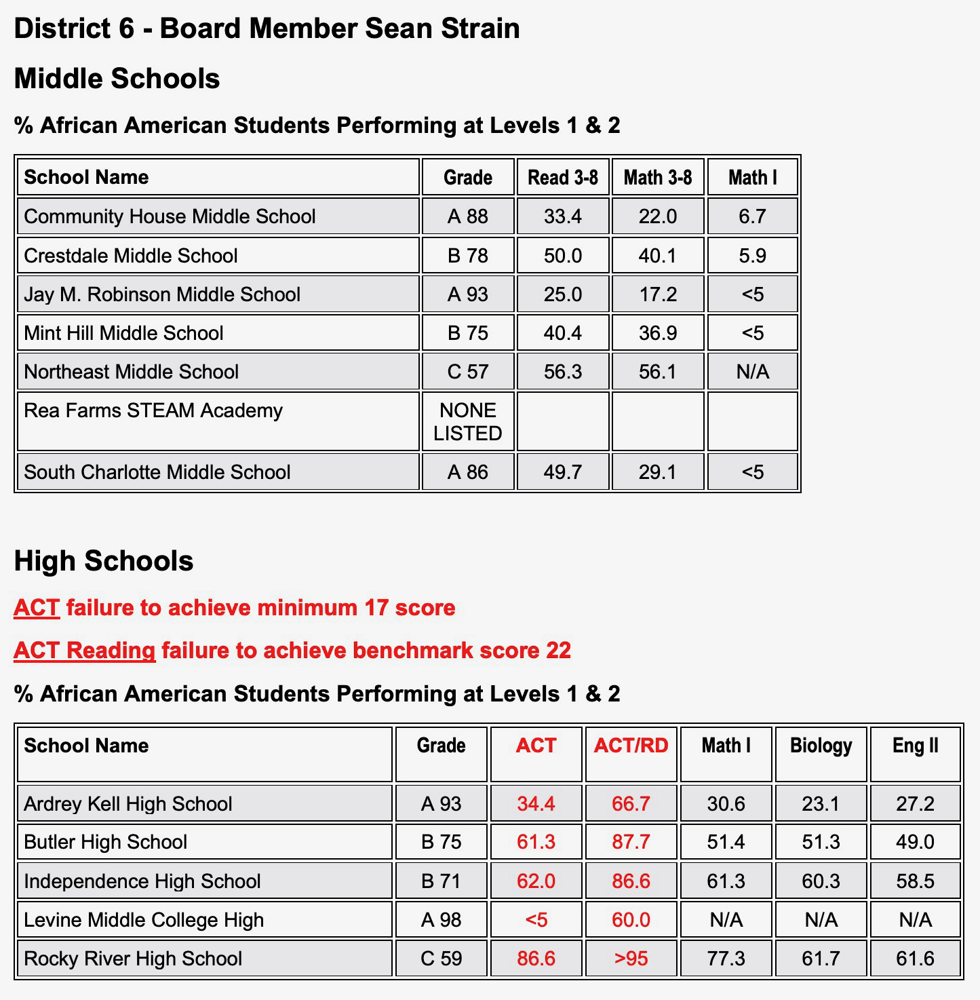 District 6 - Board Member Sean Strain
Middle Schools
% African American Students Performing at Levels 1 & 2
School Name Grade Read 3-8 Math 3-8 Math I
Community House Middle School A 88 33.4 22.0 6.7
Crestdale Middle School B 78 50.0 40.1 5.9
Jay M. Robinson Middle School A 93 25.0 17.2 <5
Mint Hill Middle School B 75 40.4 36.9 <5
Northeast Middle School C 57 56.3 56.1 N/A
Rea Farms STEAM Academy NONE
LISTED
South Charlotte Middle School A 86 49.7 29.1 <5
High Schools
ACT failure to achieve minimum 17 score
ACT Reading failure to achieve benchmark score 22
% African American Students Performing at Levels 1 & 2
School Name Grade ACT ACT/RD Math I Biology Eng II
Ardrey Kell High School A 93 34.4 66.7 30.6 23.1 27.2
Butler High School B 75 61.3 87.7 51.4 51.3 49.0
Independence High School B 71 62.0 86.6 61.3 60.3 58.5
Levine Middle College High A 98 <5 60.0 N/A N/A N/A
Rocky River High School C 59 86.6 >95 77.3 61.7 61.6